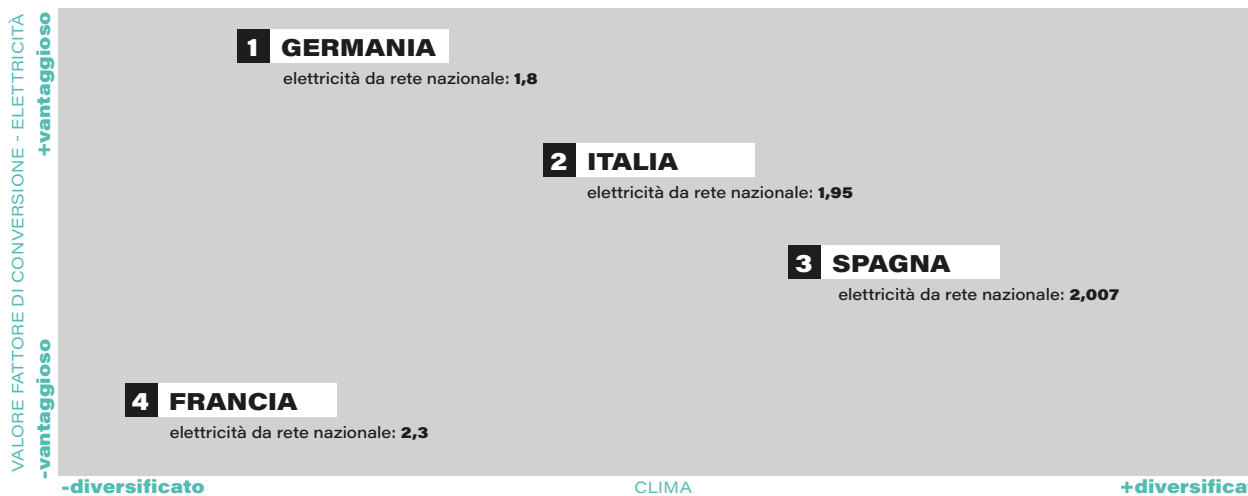 VALORE FATTORE DI CONVERSIONE - ELETTRICITÀ
+vantaggioso
-vantaggioso
1 GERMANIA
elettricità da rete nazionale: 1,8
2 ITALIA
elettricità da rete nazionale: 1,95
3 SPAGNA
elettricità da rete nazionale: 2,007
4 FRANCIA
elettricità da rete nazionale: 2,3
-diversificato
CLIMA
+diversifica